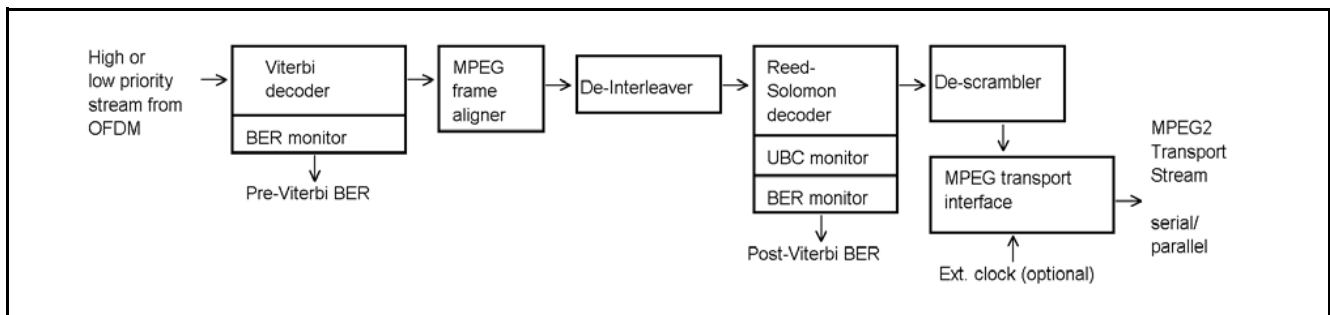 High or
low priority
stream from
OFDM
Viterbi
decoder
BER monitor
Pre-Viterbi BER
MPEG
frame
aligner
De-Interleaver
Reed-
Solomon
decoder
UBC monitor
BER monitor
Post-Viterbi BER
De-scrambler
MPEG transport
interface
Ext. clock (optional)
MPEG2
Transport
Stream
serial/
parallel